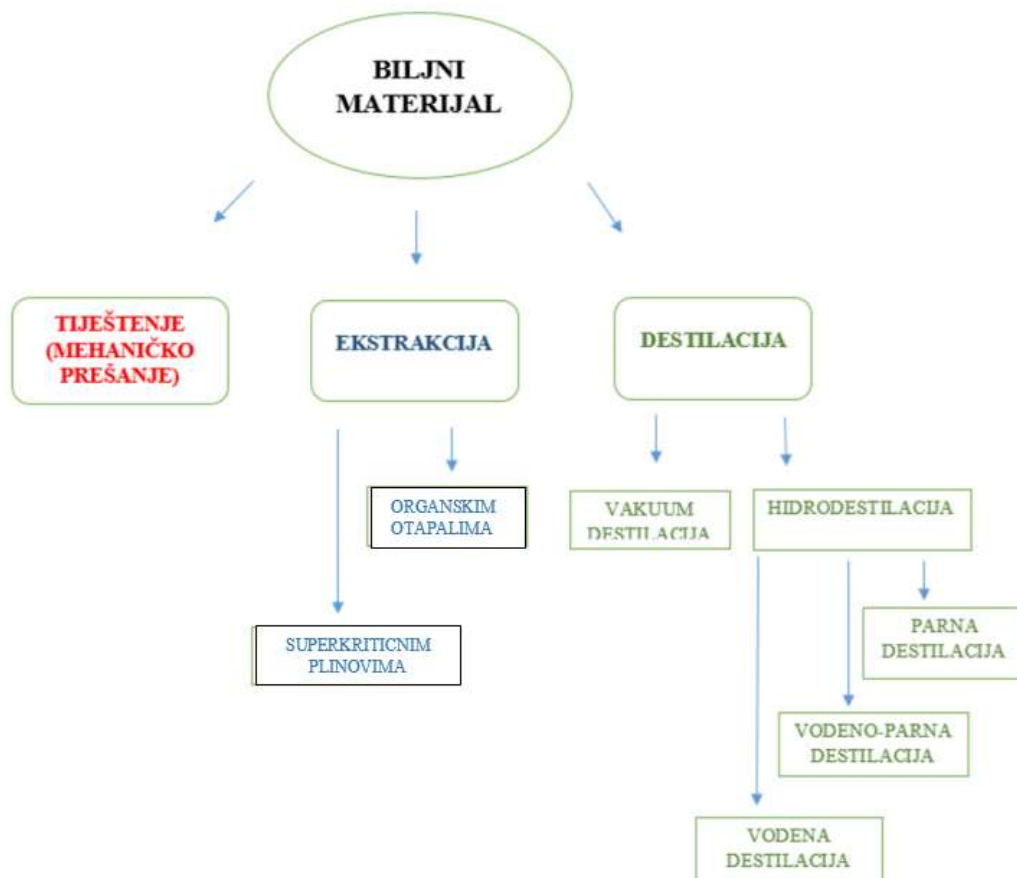 BILJNI
MATERIJAL
TIJEŠTENJE
(MEHANIČKO
PREŠANJE)
EKSTRAKCIJA
DESTILACIJA
ORGANSKIM
OTAPALIMA
VAKUUM
DESTILACIJA
HIDRODESTILACIJA
SUPERKRITICNIM
PLINOVIMA
PARNA
DESTILACIJA
VODENO-PARNA
DESTILACIJA
VODENA
DESTILACIJA